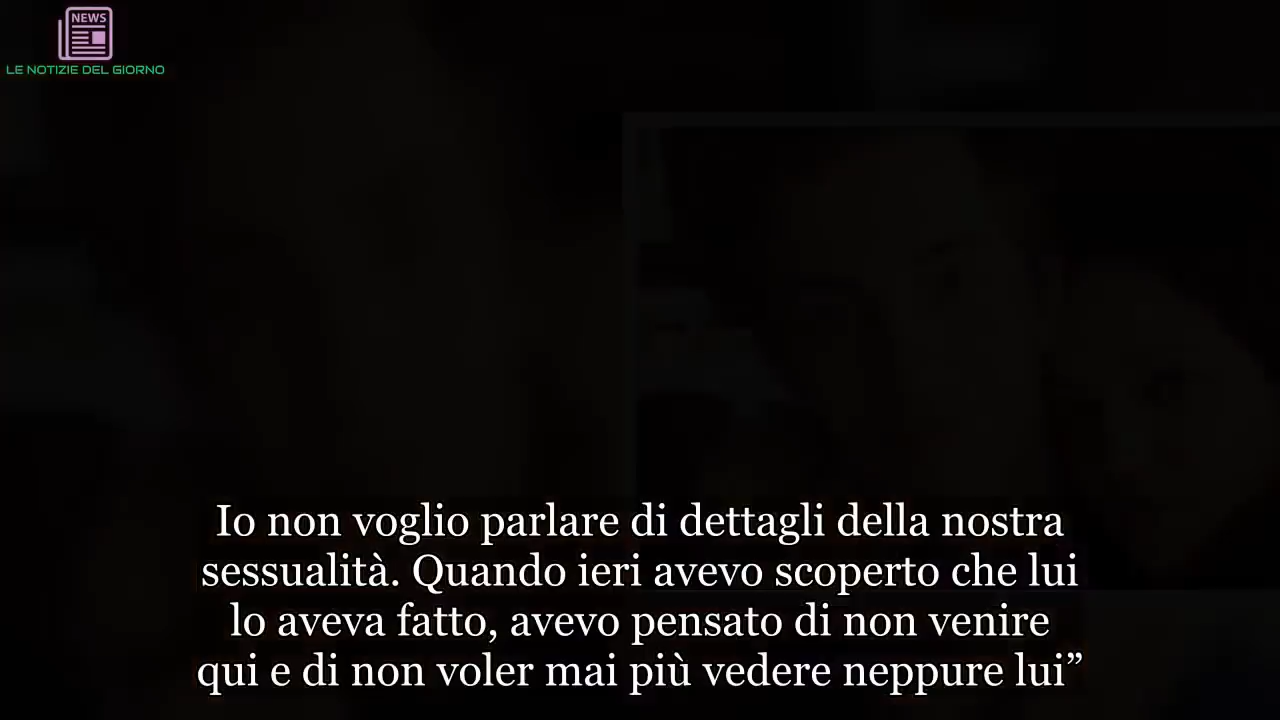 NEWS
LE NOTIZIE DEL GIORNO
Io non voglio parlare di dettagli della nostra
sessualità. Quando ieri avevo scoperto che lui
lo aveva fatto, avevo pensato di non venire
qui e di non voler mai più vedere neppure lui”